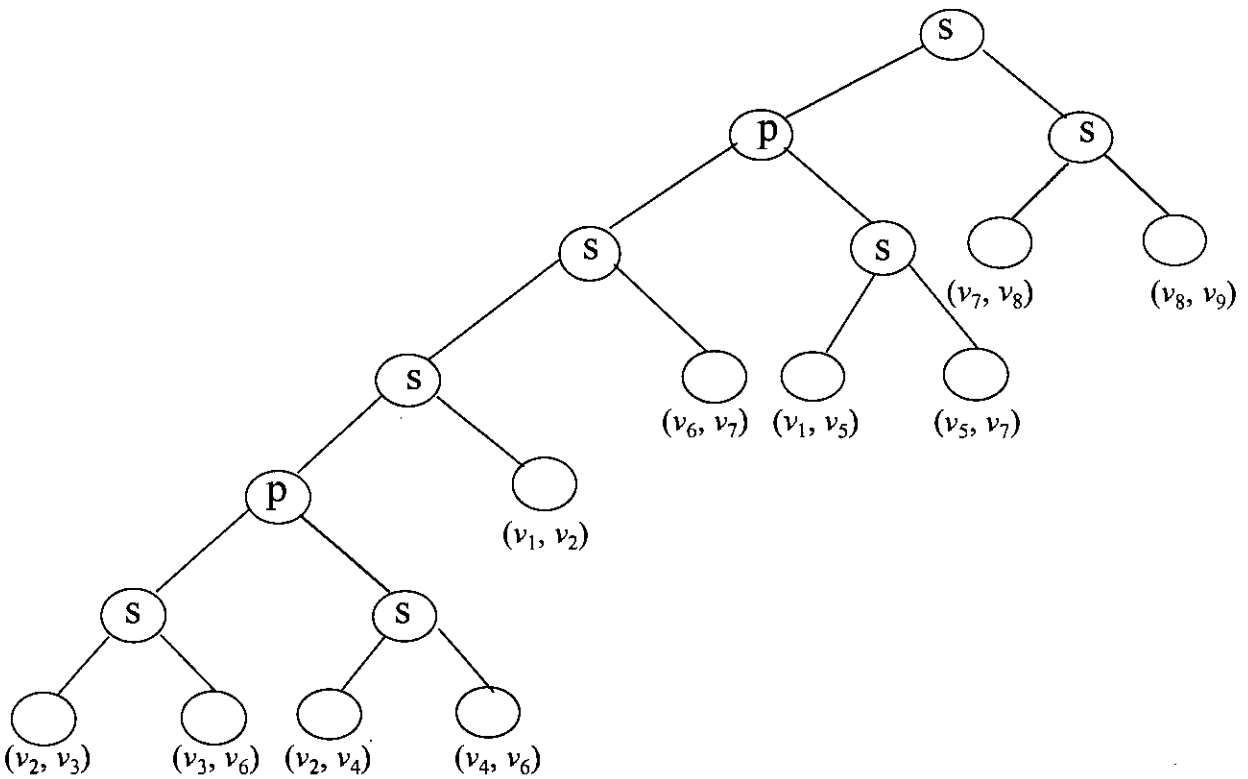 s
p s
s s
(v₇, v₈) (v₈, v₉)
s
(v₆, v₇) (v₁, v₅) (v₅, v₇)
p
(v₁, v₂)
s s
(v₂, v₃) (v₃, v₆) (v₂, v₄) (v₄, v₆)